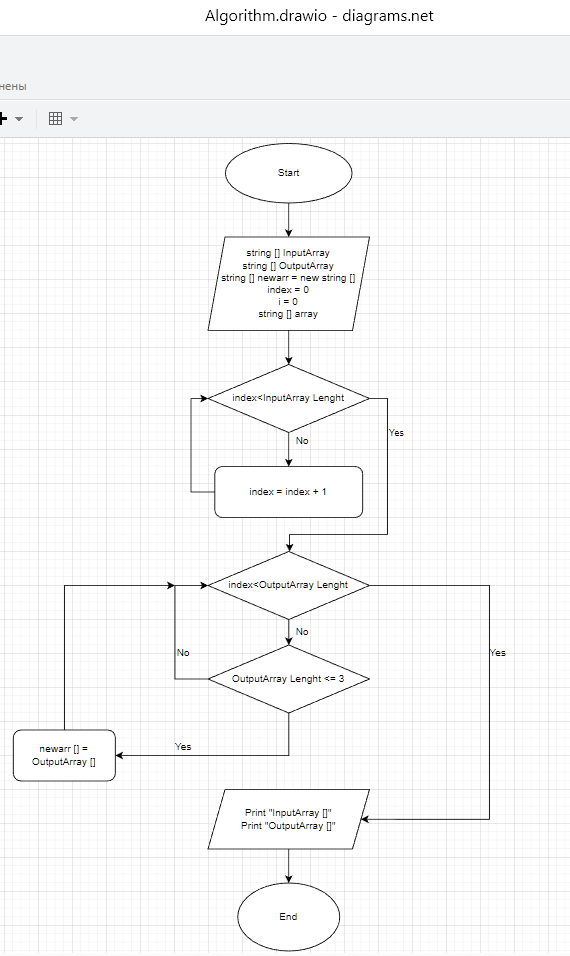 Algorithm.drawio - diagrams.net
нены
Start
string [] InputArray
string [] OutputArray
string [] newarr = new string []
index = 0
i = 0
string [] array
index<InputArray Lenght
Yes
No
index = index + 1
index<OutputArray Lenght
No
No
Yes
OutputArray Lenght <= 3
Yes
newarr [] =
OutputArray []
Print "InputArray []"
Print "OutputArray []"
End